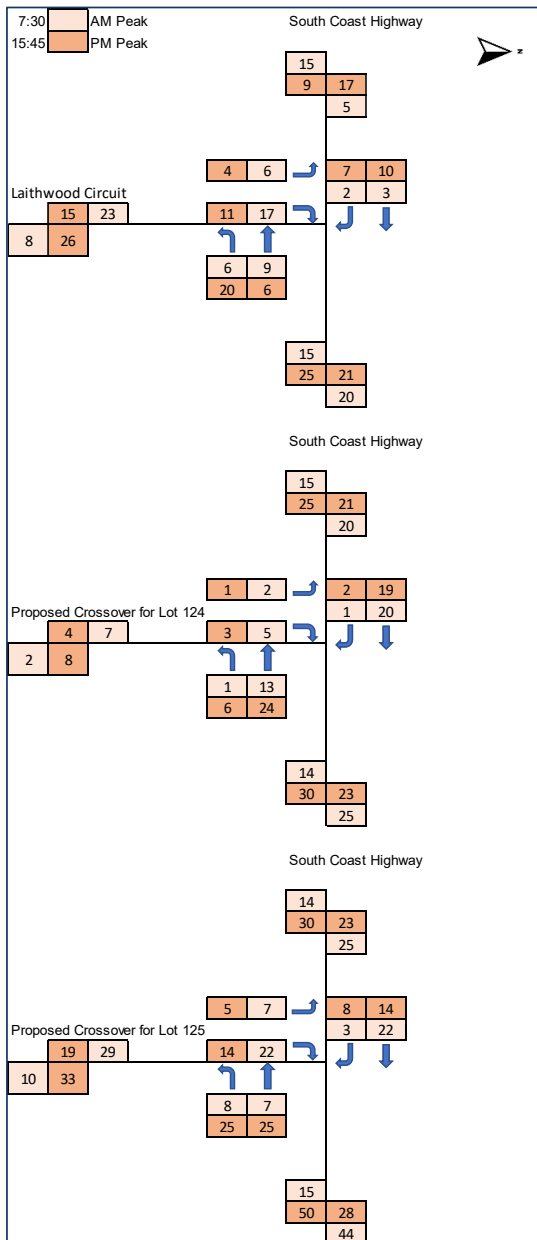 7:30 AM Peak South Coast Highway
15:45 PM Peak
N
15
9 17
5
4 6 7 10
Laithwood Circuit 2 3
15 23 11 17
8 26
6 9
20 6
15
25 21
20
South Coast Highway
15
25 21
20
1 2 2 19
Proposed Crossover for Lot 124 1 20
4 7 3 5
2 8
1 13
6 24
14
30 23
25
South Coast Highway
14
30 23
25
5 7 8 14
Proposed Crossover for Lot 125 3 22
19 29 14 22
10 33
8 7
25 25
15
50 28
44